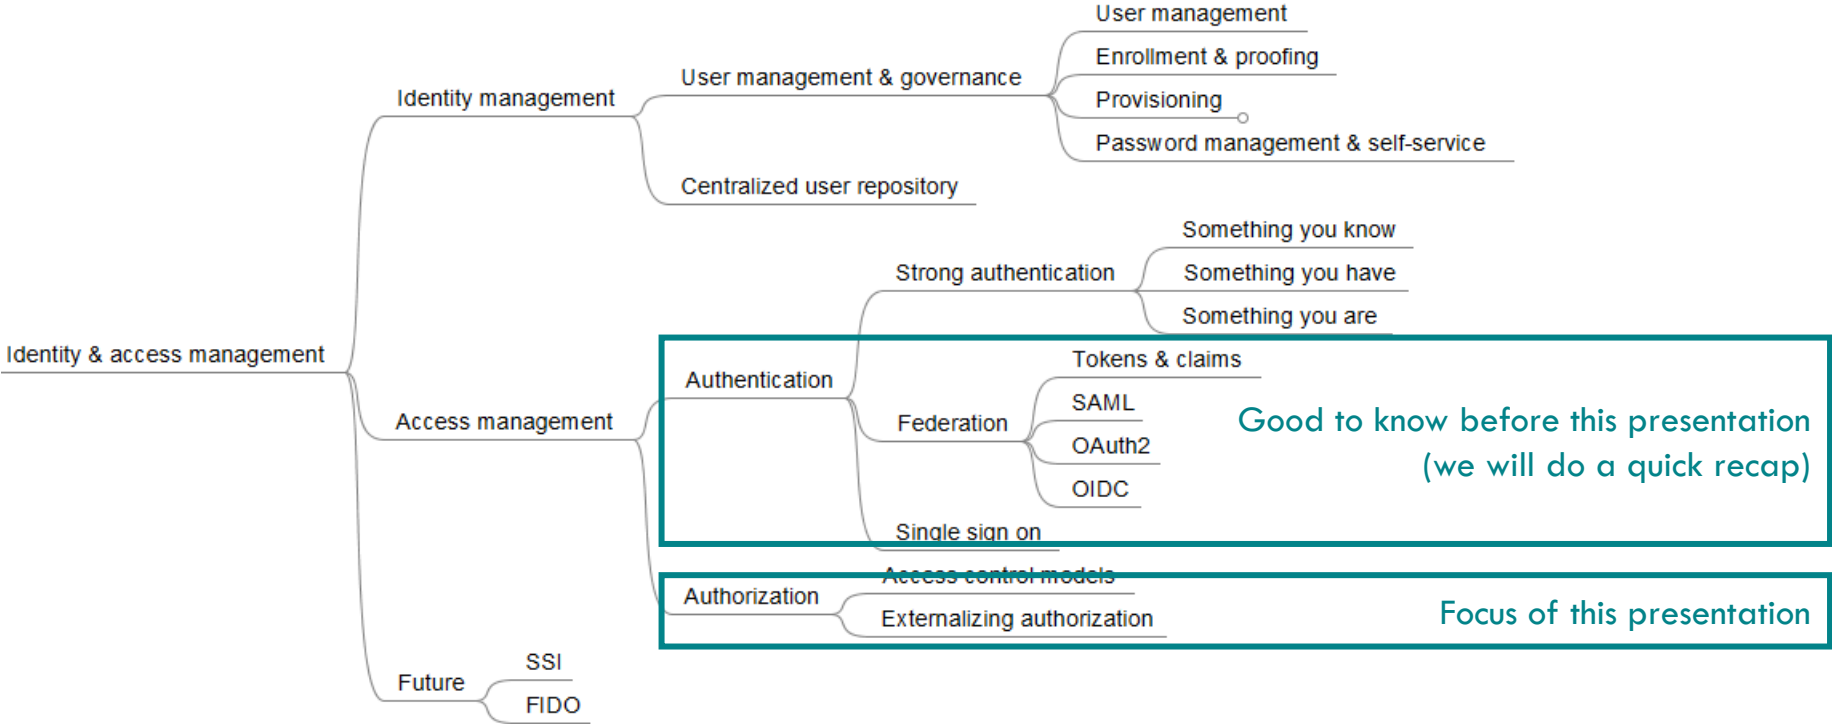 User management
Enrollment & proofing
User management & governance
Identity management
Provisioning
Password management & self-service
Centralized user repository
Something you know
Strong authentication
Something you have
Something you are
Identity & access management
Tokens & claims
Authentication
SAML
Access management
Federation
Good to know before this presentation
OAuth2
(we will do a quick recap)
OIDC
Single sign on
Access control models
Authorization
Externalizing authorization
Focus of this presentation
SSI
Future
FIDO